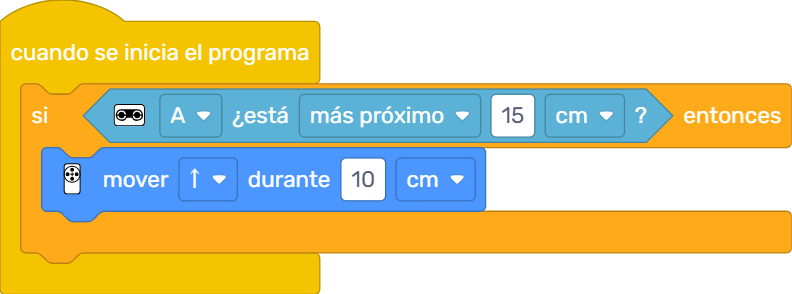 cuando se inicia el programa
si A ¿está más próximo 15 cm ? entonces
mover ↑ durante 10 cm